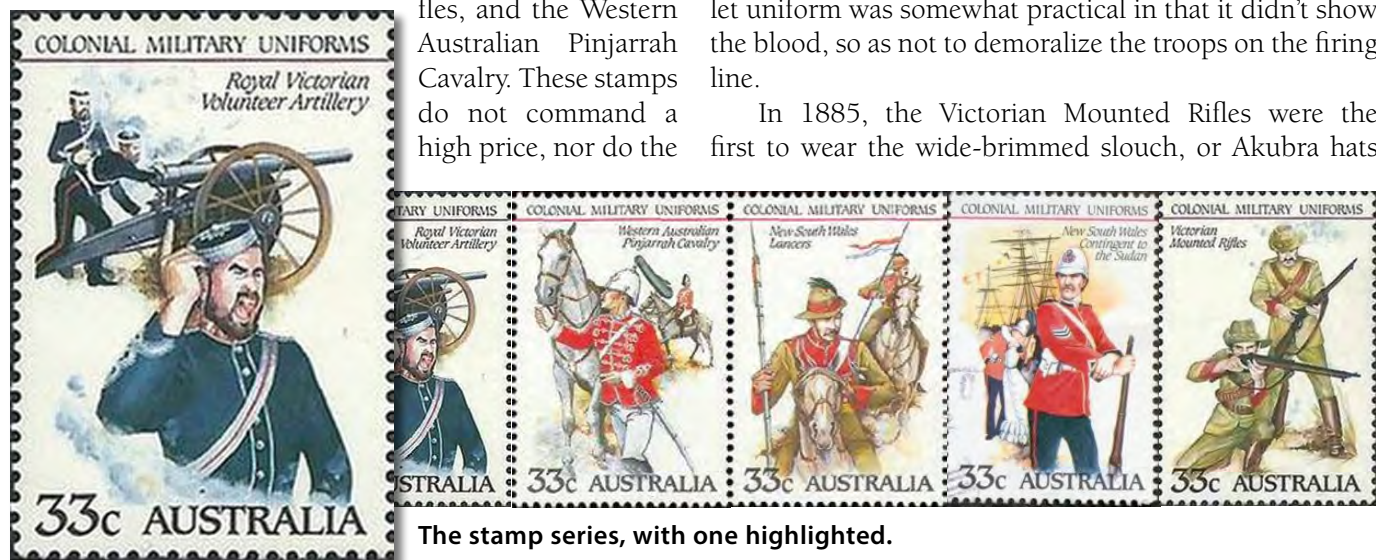 COLONIAL MILITARY UNIFORMS
Royal Victorian
Volunteer Artillery
33c AUSTRALIA
fles, and the Western
Australian Pinjarrah
Cavalry. These stamps
do not command a
high price, nor do the
let uniform was somewhat practical in that it didn't show
the blood, so as not to demoralize the troops on the firing
line.
In 1885, the Victorian Mounted Rifles were the
first to wear the wide-brimmed slouch, or Akubra hats
TARY UNIFORMS
Royal Victorian
Volunteer Artillery
STRALIA
COLONIAL MILITARY UNIFORMS
Western Australian
Pinjarrah Cavalry
33c AUSTRALIA
COLONIAL MILITARY UNIFORMS
New South Wales
Lancers
33c AUSTRALIA
COLONIAL MILITARY UNIFORMS
New South Wales
Contingent to
the Sudan
33c AUSTRALIA
COLONIAL MILITARY UNIFORMS
Victorian
Mounted Rifles
33c AUSTRALIA
The stamp series, with one highlighted.